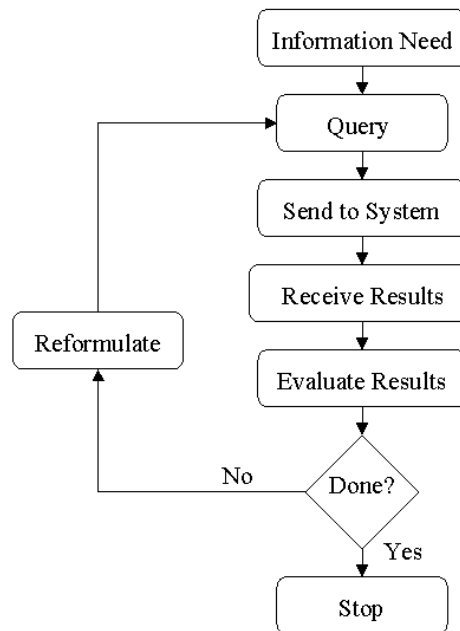 Information Need
Query
Send to System
Receive Results
Reformulate
Evaluate Results
No
Done?
Yes
Stop